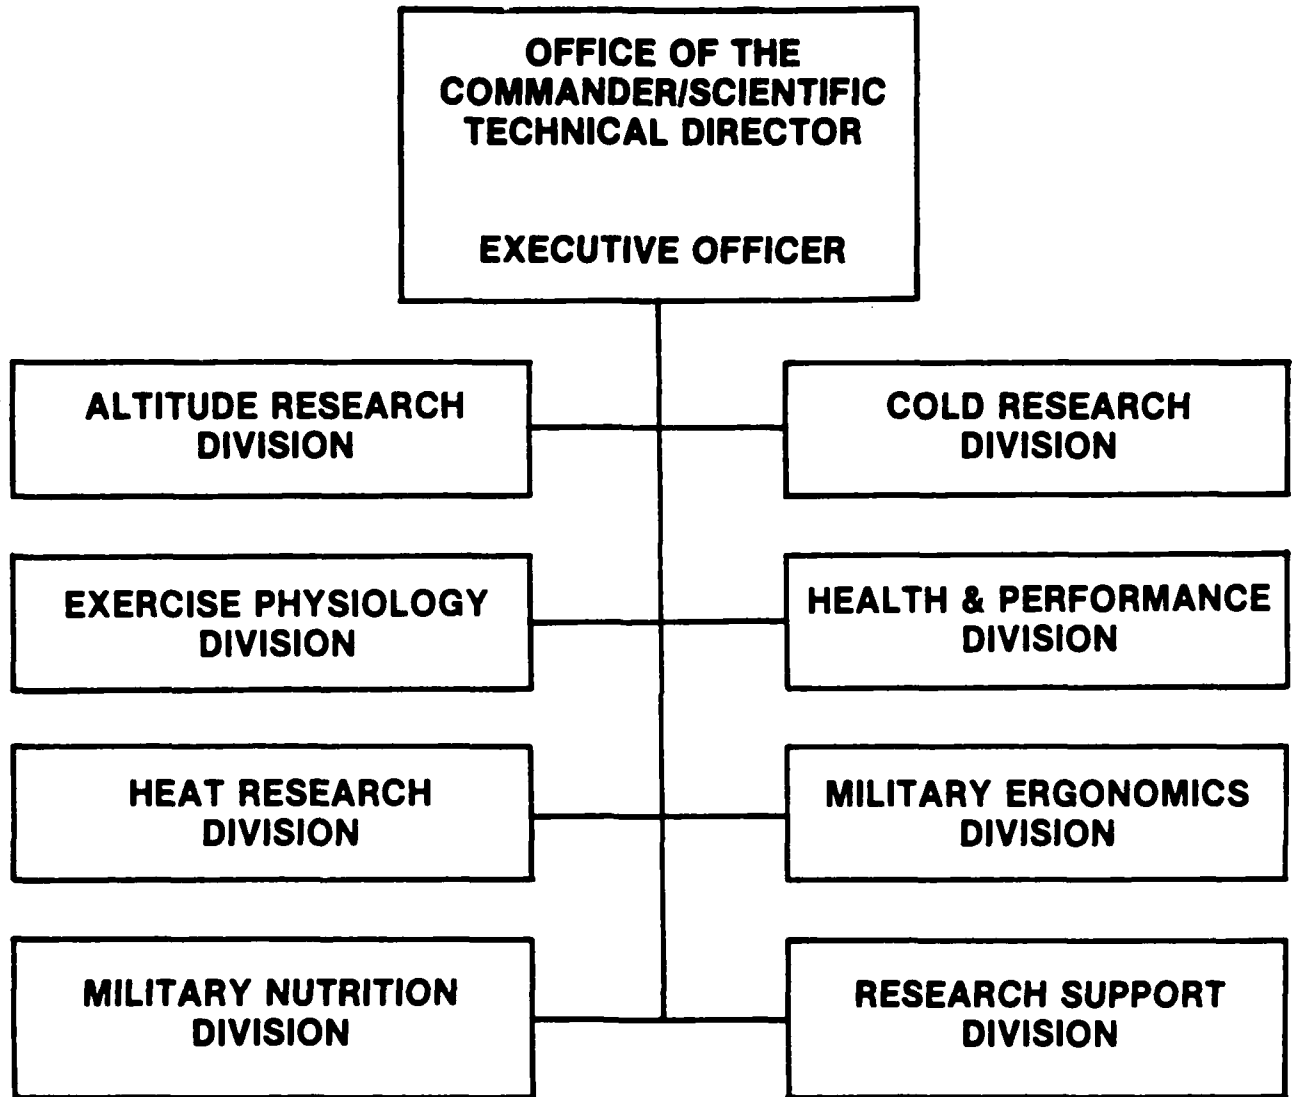 OFFICE OF THE
COMMANDER/SCIENTIFIC
TECHNICAL DIRECTOR
EXECUTIVE OFFICER
ALTITUDE RESEARCH
DIVISION
COLD RESEARCH
DIVISION
EXERCISE PHYSIOLOGY
DIVISION
HEALTH & PERFORMANCE
DIVISION
HEAT RESEARCH
DIVISION
MILITARY ERGONOMICS
DIVISION
MILITARY NUTRITION
DIVISION
RESEARCH SUPPORT
DIVISION